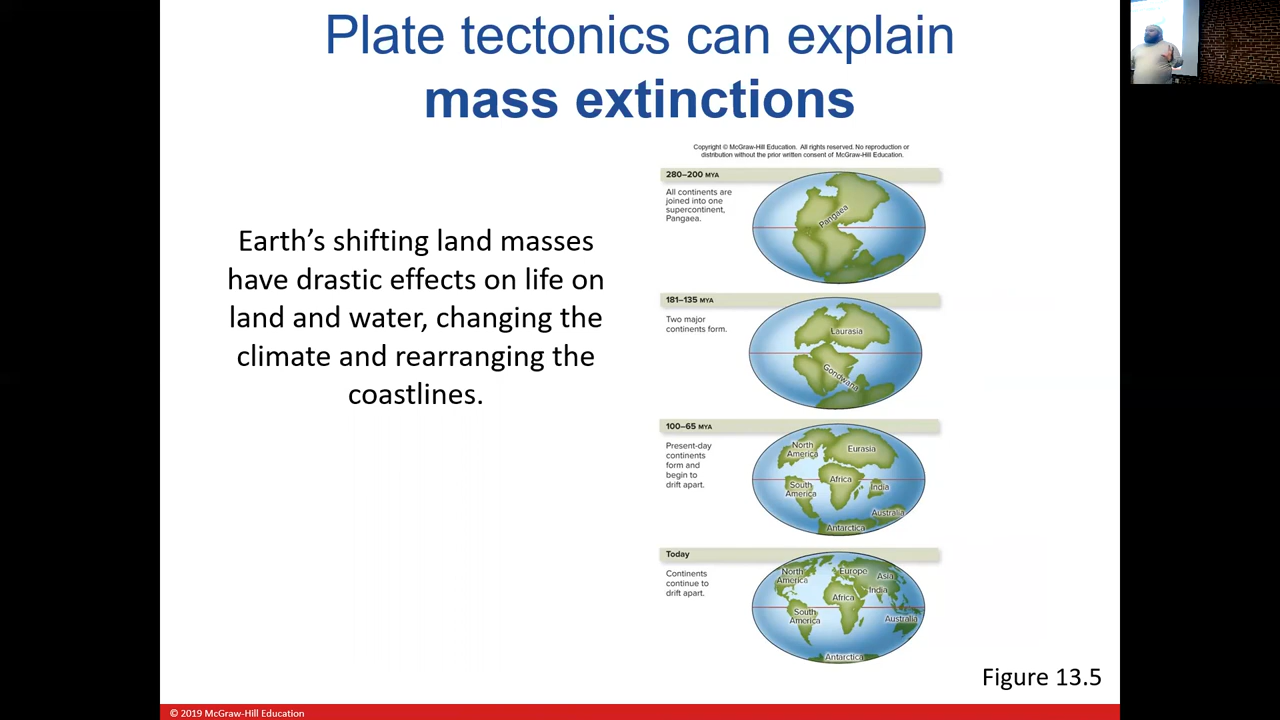 Plate tectonics can explain
mass extinctions
Earth’s shifting land masses
have drastic effects on life on
land and water, changing the
climate and rearranging the
coastlines.
Copyright © McGraw-Hill Education. All rights reserved. No reproduction or
distribution without the prior written consent of McGraw-Hill Education.
280–200 MYA
All continents are
joined into one
supercontinent,
Pangaea.
Pangaea
181–135 MYA
Two major
continents form.
Laurasia
Gondwana
100–65 MYA
Present-day
continents
form and
begin to
drift apart.
North
America
Eurasia
Africa
South
America
India
Australia
Antarctica
Today
Continents
continue to
drift apart.
North
America
Europe
Asia
India
Africa
South
America
Australia
Antarctica
Figure 13.5
© 2019 McGraw-Hill Education